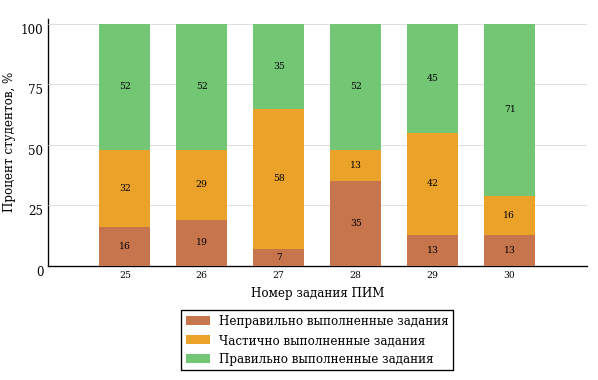 Процент студентов, %
100
75
50
25
0
52 52 35 52 45 71
32 29 58 13 42 16
16 19 7 35 13 13
25 26 27 28 29 30
Номер задания ПИМ
Неправильно выполненные задания
Частично выполненные задания
Правильно выполненные задания